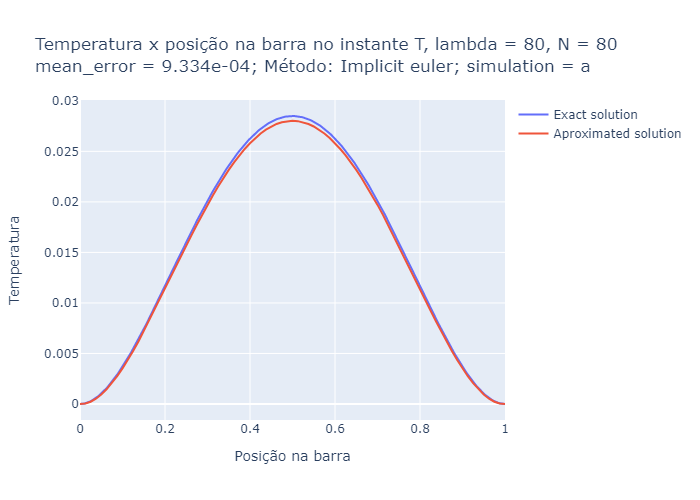 Temperatura x posição na barra no instante T, lambda = 80, N = 80
mean_error = 9.334e-04; Método: Implicit euler; simulation = a
Exact solution
Aproximated solution
Temperatura
0.03
0.025
0.02
0.015
0.01
0.005
0
0
0.2
0.4
0.6
0.8
1
Posição na barra